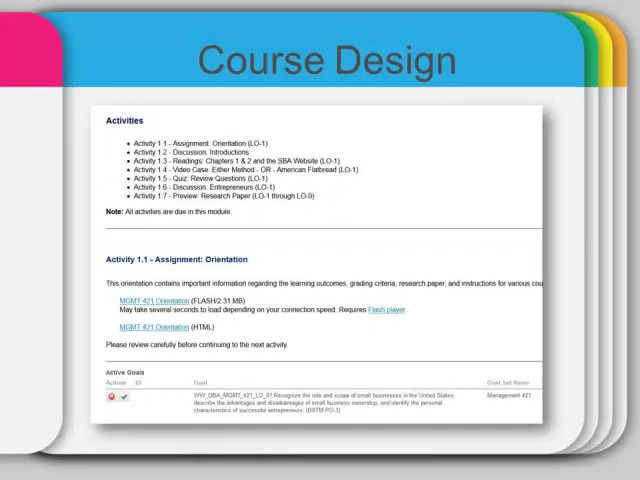 Course Design
Activities
• Activity 1.1 - Assignment: Orientation (LO-1)
• Activity 1.2 - Discussion: Introductions
• Activity 1.3 - Readings: Chapters 1 & 2 and the SBA Website (LO-1)
• Activity 1.4 - Video Case: Either Method - OR - American Flatbread (LO-1)
• Activity 1.5 - Quiz: Review Questions (LO-1)
• Activity 1.6 - Discussion: Entrepreneurs (LO-1)
• Activity 1.7 - Preview: Research Paper (LO-1 through LO-9)
Note: All activities are due in this module.
Activity 1.1 - Assignment: Orientation
This orientation contains important information regarding the learning outcomes, grading criteria, research paper, and instructions for various cou
MGMT 421 Orientation (FLASH/2.31 MB)
May take several seconds to load depending on your connection speed. Requires Flash player.
MGMT 421 Orientation (HTML)
Please review carefully before continuing to the next activity.
Active Goals
Actions ID Goal Goal Set Name
WW_DBA_MGMT_421_LO_01 Recognize the role and scope of small businesses in the United States, Management 421
describe the advantages and disadvantages of small business ownership, and identify the personal
characteristics of successful entrepreneurs. (BSTM PO 3)